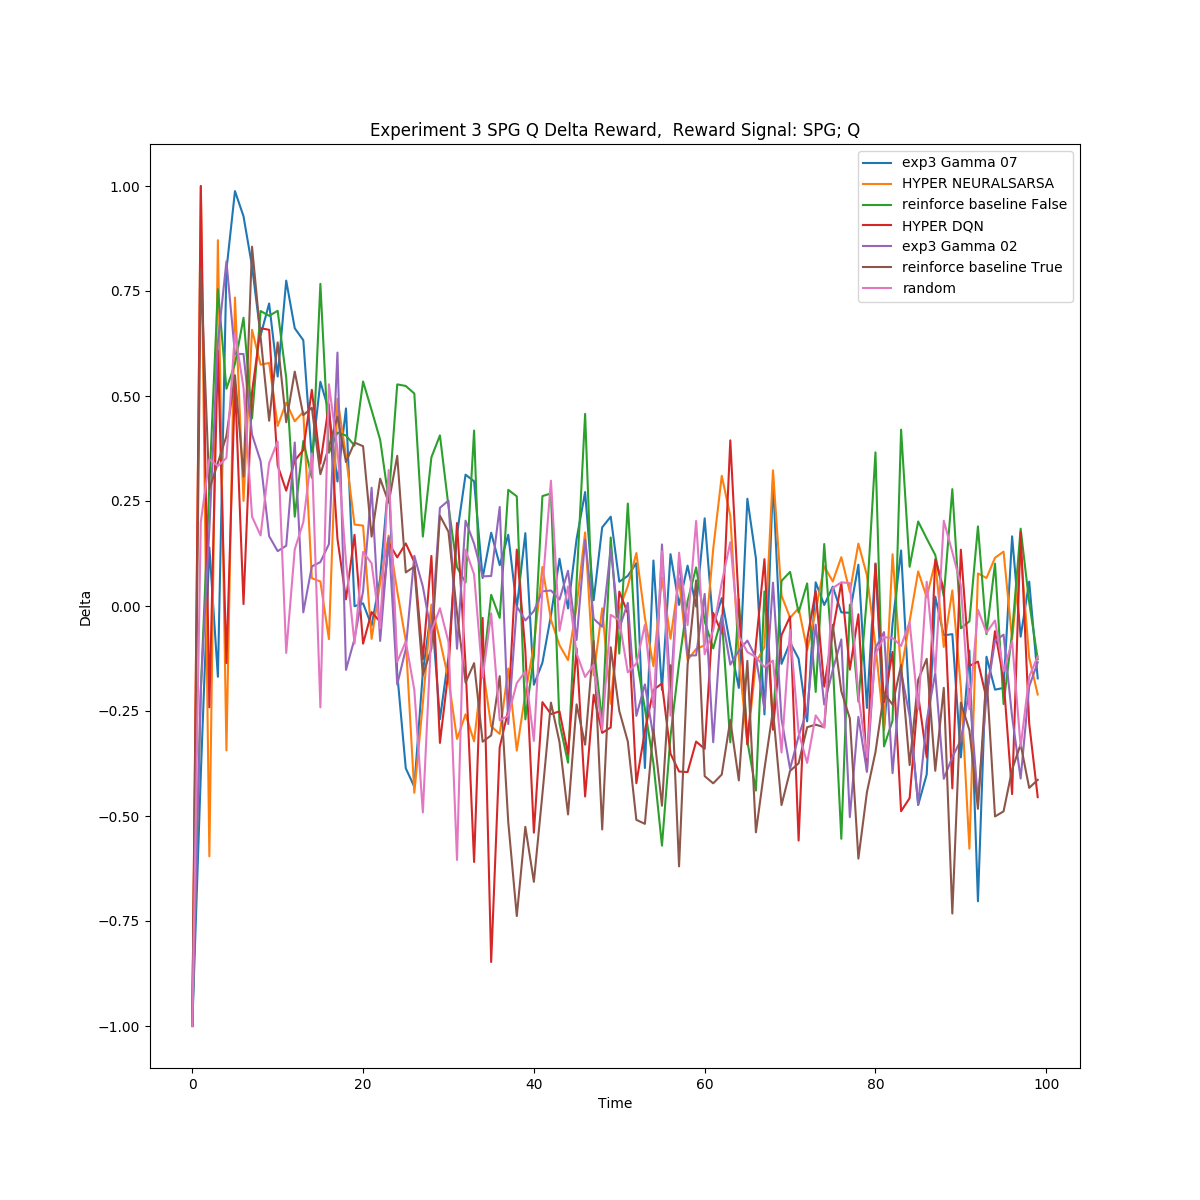 Experiment 3 SPG Q Delta Reward,  Reward Signal: SPG; Q
exp3 Gamma 07
HYPER NEURALSARSA
reinforce baseline False
HYPER DQN
exp3 Gamma 02
reinforce baseline True
random
1.00
0.75
0.50
0.25
0.00
−0.25
−0.50
−0.75
−1.00
Delta
0 20 40 60 80 100
Time